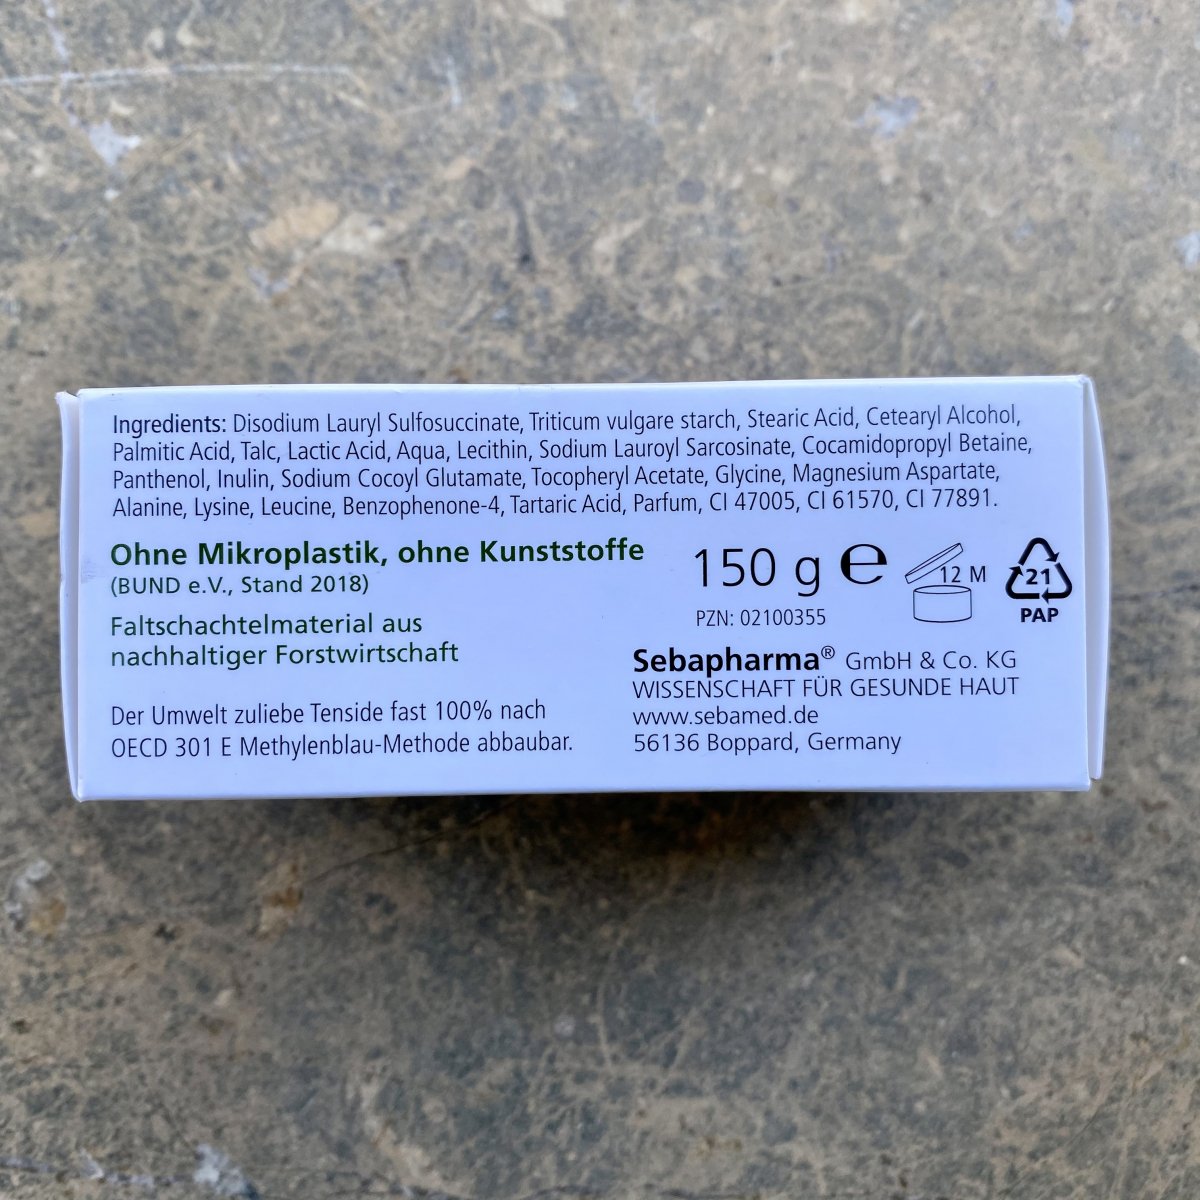 Ingredients: Disodium Lauryl Sulfosuccinate, Triticum vulgare starch, Stearic Acid, Cetearyl Alcohol,
Palmitic Acid, Talc, Lactic Acid, Aqua, Lecithin, Sodium Lauroyl Sarcosinate, Cocamidopropyl Betaine,
Panthenol, Inulin, Sodium Cocoyl Glutamate, Tocopheryl Acetate, Glycine, Magnesium Aspartate,
Alanine, Lysine, Leucine, Benzophenone-4, Tartaric Acid, Parfum, CI 47005, CI 61570, CI 77891.
Ohne Mikroplastik, ohne Kunststoffe
(BUND e.V., Stand 2018)
Faltschachtelmaterial aus
nachhaltiger Forstwirtschaft
Der Umwelt zuliebe Tenside fast 100% nach
OECD 301 E Methylenblau-Methode abbaubar.
150 g ℮
12 M
21
PAP
PZN: 02100355
Sebapharma® GmbH & Co. KG
WISSENSCHAFT FÜR GESUNDE HAUT
www.sebamed.de
56136 Boppard, Germany